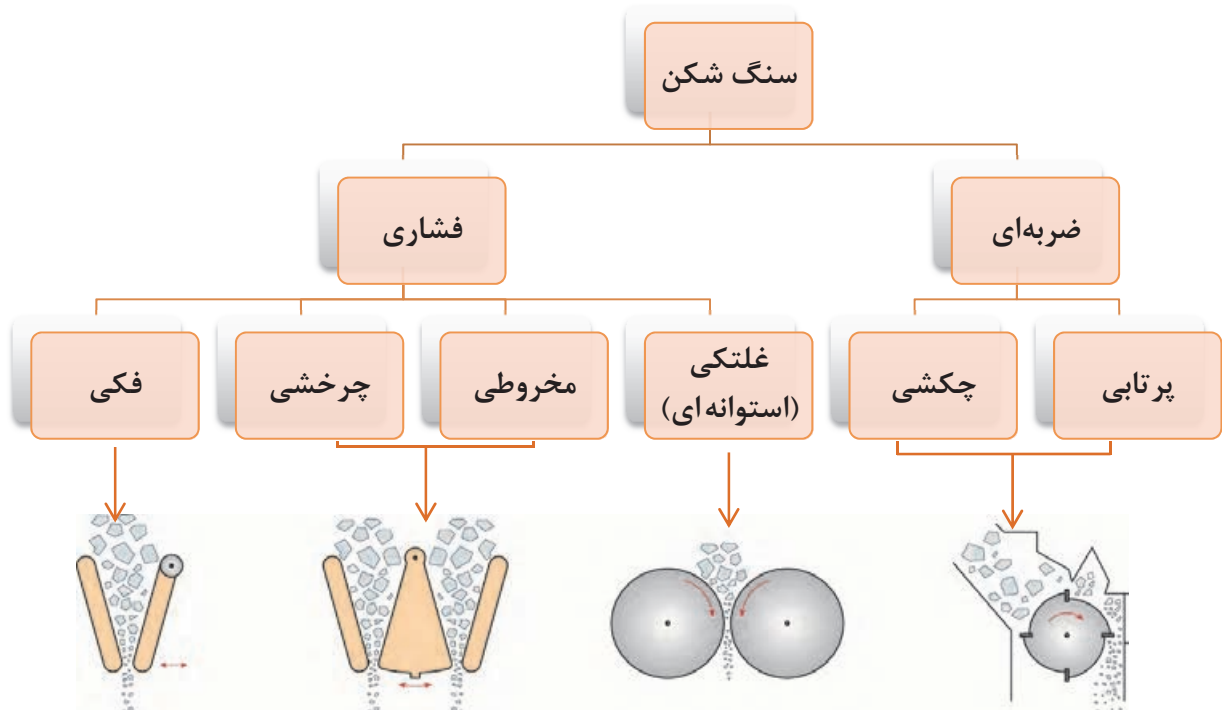 سنگ شکن
ضربه‌ای
فشاری
پرتابی
چکشی
غلتکی
(استوانه ای)
مخروطی
چرخشی
فکی